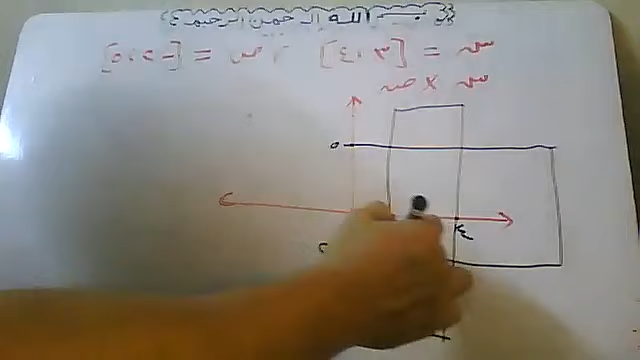 بسم الله الرحمن الرحيم
س = [٣ ، ٤] ، ص = [-٢ ، ٥]
س × ص
٥
٤